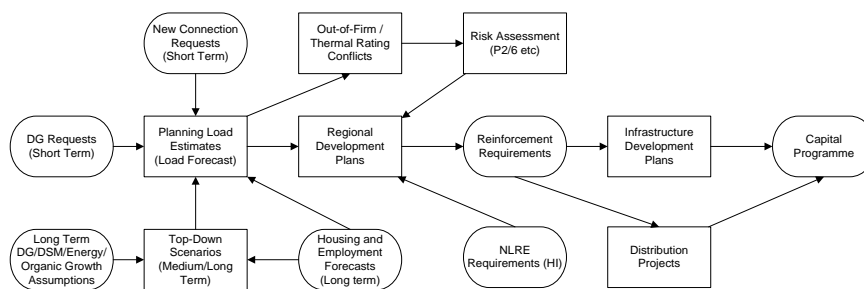 New Connection
Requests
(Short Term)
Out-of-Firm /
Thermal Rating
Conflicts
Risk Assessment
(P2/6 etc)
DG Requests
(Short Term)
Planning Load
Estimates
(Load Forecast)
Regional
Development
Plans
Reinforcement
Requirements
Infrastructure
Development
Plans
Capital
Programme
Long Term
DG/DSM/Energy/
Organic Growth
Assumptions
Top-Down
Scenarios
(Medium/Long
Term)
Housing and
Employment
Forecasts
(Long term)
NLRE
Requirements (HI)
Distribution
Projects